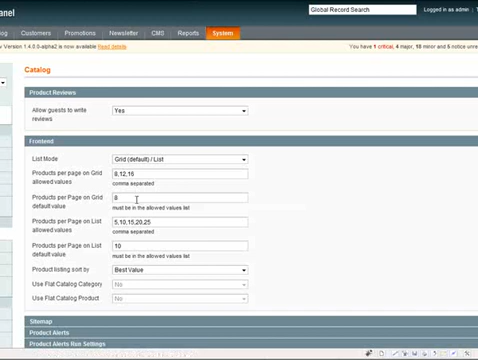 anel
Global Record Search
Logged in as admin
log
Customers
Promotions
Newsletter
CMS
Reports
System
Version 1.4.0.0-alpha2 is now available Read details
You have 1 critical, 4 major, 10 minor and 5 notice unre
Catalog
Product Reviews
Allow guests to write
reviews
Yes
Frontend
List Mode
Grid (default) / List
Products per page on Grid
allowed values
8,12,16
comma separated
Products per Page on Grid
default value
8
must be in the allowed values list
Products per Page on List
allowed values
5,10,15,20,25
comma separated
Products per Page on List
default value
10
must be in the allowed values list
Product listing sort by
Best Value
Use Flat Catalog Category
No
Use Flat Catalog Product
No
Sitemap
Product Alerts
Product Alerts Run Settings